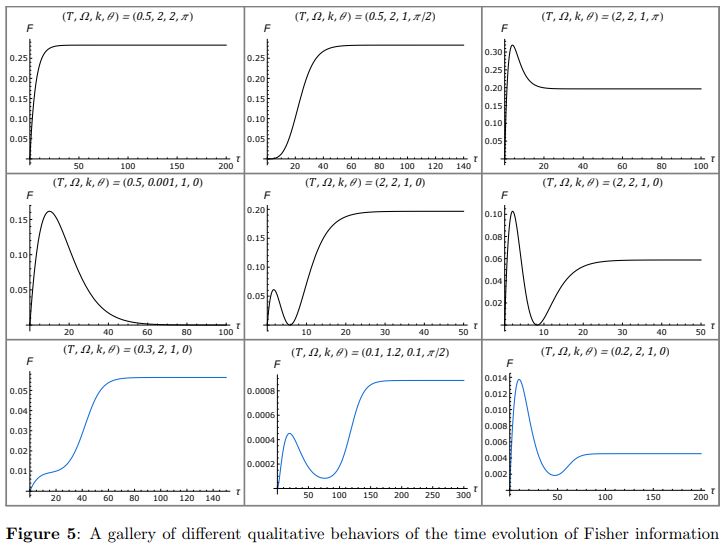 (T, Ω, k, θ) = (0.5, 2, 2, π)
F
0.25
0.20
0.15
0.10
0.05
50 100 150 200 τ
(T, Ω, k, θ) = (0.5, 2, 1, π/2)
F
0.25
0.20
0.15
0.10
0.05
20 40 60 80 100 120 140 τ
(T, Ω, k, θ) = (2, 2, 1, π)
F
0.30
0.25
0.20
0.15
0.10
0.05
20 40 60 80 100 τ
(T, Ω, k, θ) = (0.5, 0.001, 1, 0)
F
0.15
0.10
0.05
20 40 60 80 100 τ
(T, Ω, k, θ) = (2, 2, 1, 0)
F
0.20
0.15
0.10
0.05
10 20 30 40 50 τ
(T, Ω, k, θ) = (2, 2, 1, 0)
F
0.10
0.08
0.06
0.04
0.02
10 20 30 40 50 τ
(T, Ω, k, θ) = (0.3, 2, 1, 0)
F
0.05
0.04
0.03
0.02
0.01
20 40 60 80 100 120 140 τ
(T, Ω, k, θ) = (0.1, 1.2, 0.1, π/2)
F
0.0008
0.0006
0.0004
0.0002
50 100 150 200 250 300 τ
(T, Ω, k, θ) = (0.2, 2, 1, 0)
F
0.014
0.012
0.010
0.008
0.006
0.004
0.002
50 100 150 200 τ
Figure 5: A gallery of different qualitative behaviors of the time evolution of Fisher information